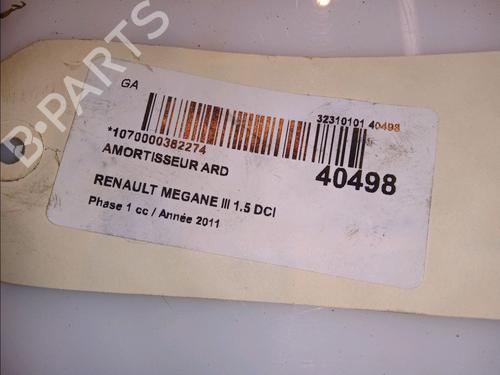 B-PARTS
GA
32310101 40498
*1070000382274
AMORTISSEUR ARD
40498
RENAULT MEGANE III 1.5 DCI
Phase 1 cc / Année 2011